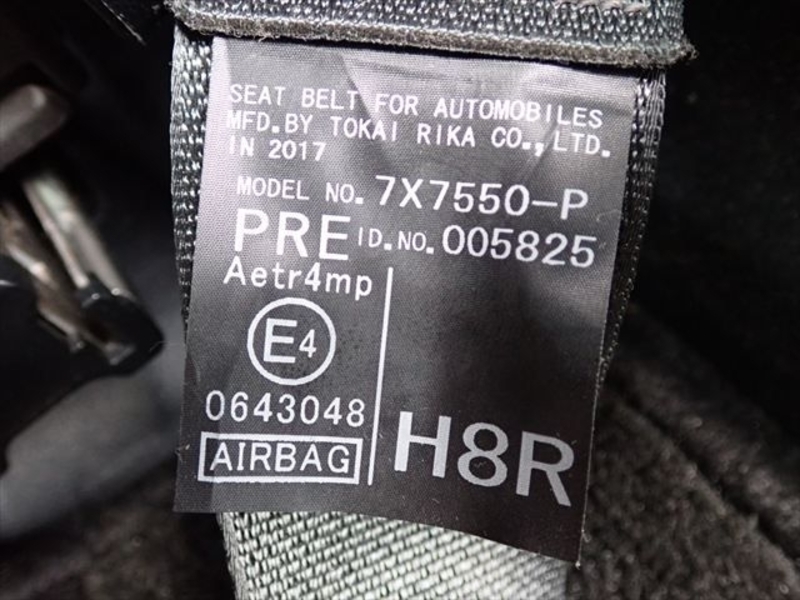 SEAT BELT FOR AUTOMOBILES
MFD.BY TOKAI RIKA CO.,LTD.
IN 2017
MODEL NO. 7X7550-P
PRE ID.NO. 005825
Aetr4mp
E4
0643048
AIRBAG
H8R